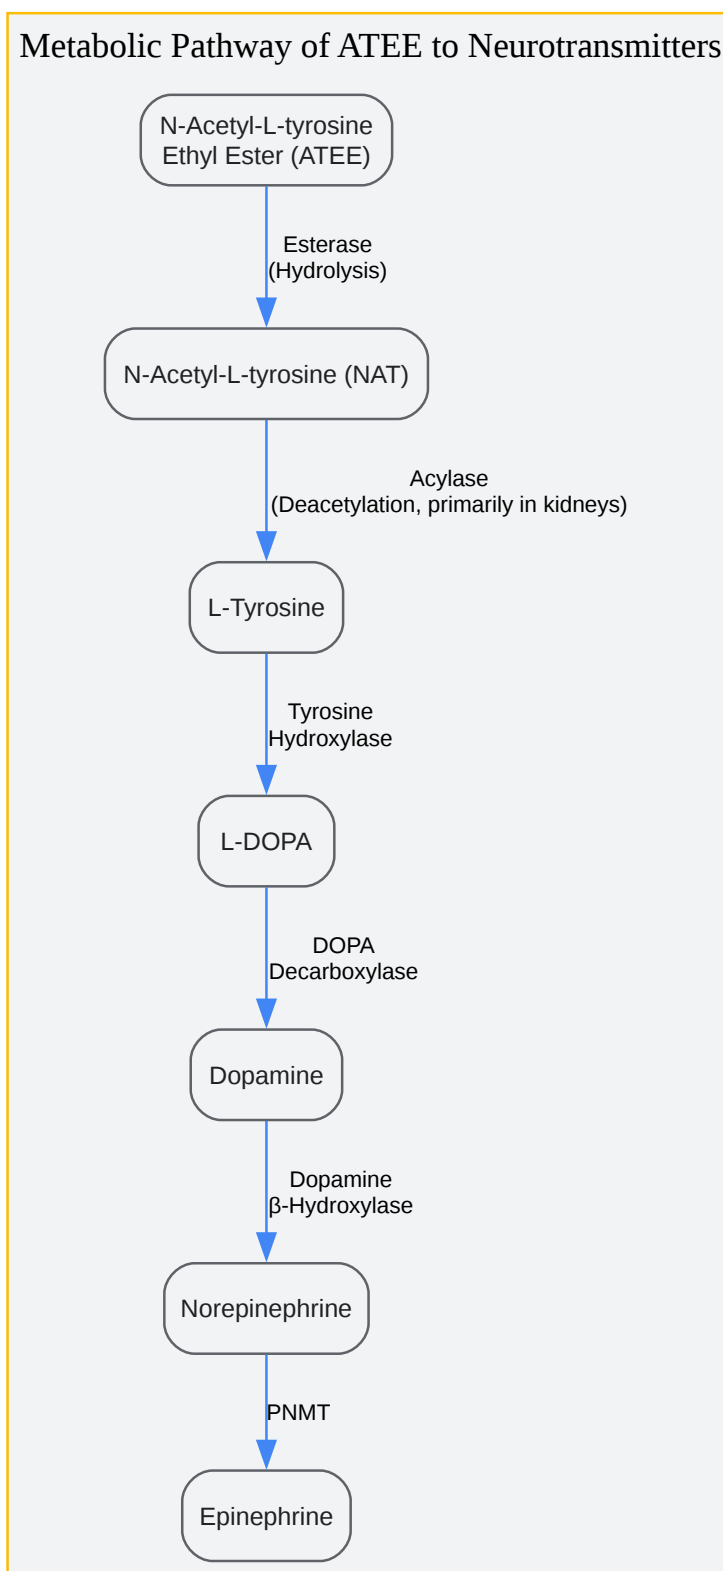 Metabolic Pathway of ATEE to Neurotransmitters
N-Acetyl-L-tyrosine
Ethyl Ester (ATEE)
Esterase
(Hydrolysis)
N-Acetyl-L-tyrosine (NAT)
Acylase
(Deacetylation, primarily in kidneys)
L-Tyrosine
Tyrosine
Hydroxylase
L-DOPA
DOPA
Decarboxylase
Dopamine
Dopamine
β-Hydroxylase
Norepinephrine
PNMT
Epinephrine